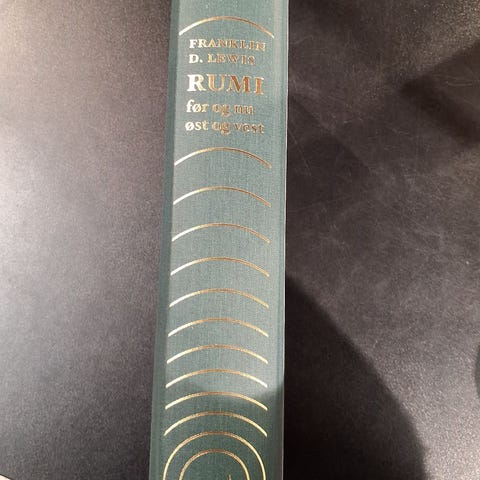 FRANKLIN
D. LEWIS
RUMI
før og nu
øst og vest